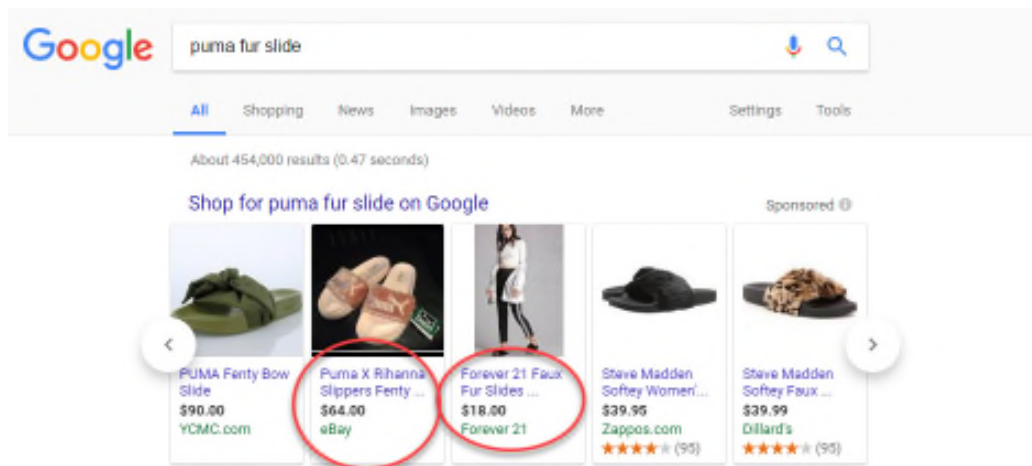 Google puma fur slide
All Shopping News Images Videos More Settings Tools
About 454,000 results (0.47 seconds)
Shop for puma fur slide on Google Sponsored
PUMA Fenty Bow
Slide
$90.00
YCMC.com
Puma X Rihanna
Slippers Fenty ...
$64.00
eBay
Forever 21 Faux
Fur Slides ...
$18.00
Forever 21
Steve Madden
Softey Women'...
$39.95
Zappos.com
(95)
Steve Madden
Softey Faux ...
$39.99
Dillard's
(95)